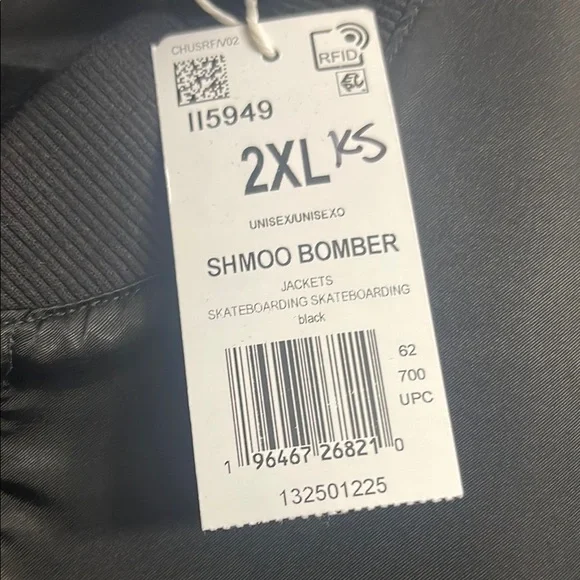 CHUSRF/V02
RFID
II5949
2XL KS
UNISEX/UNISEXO
SHMOO BOMBER
JACKETS
SKATEBOARDING SKATEBOARDING
black
62
700
UPC
1 96467 26821 0
132501225